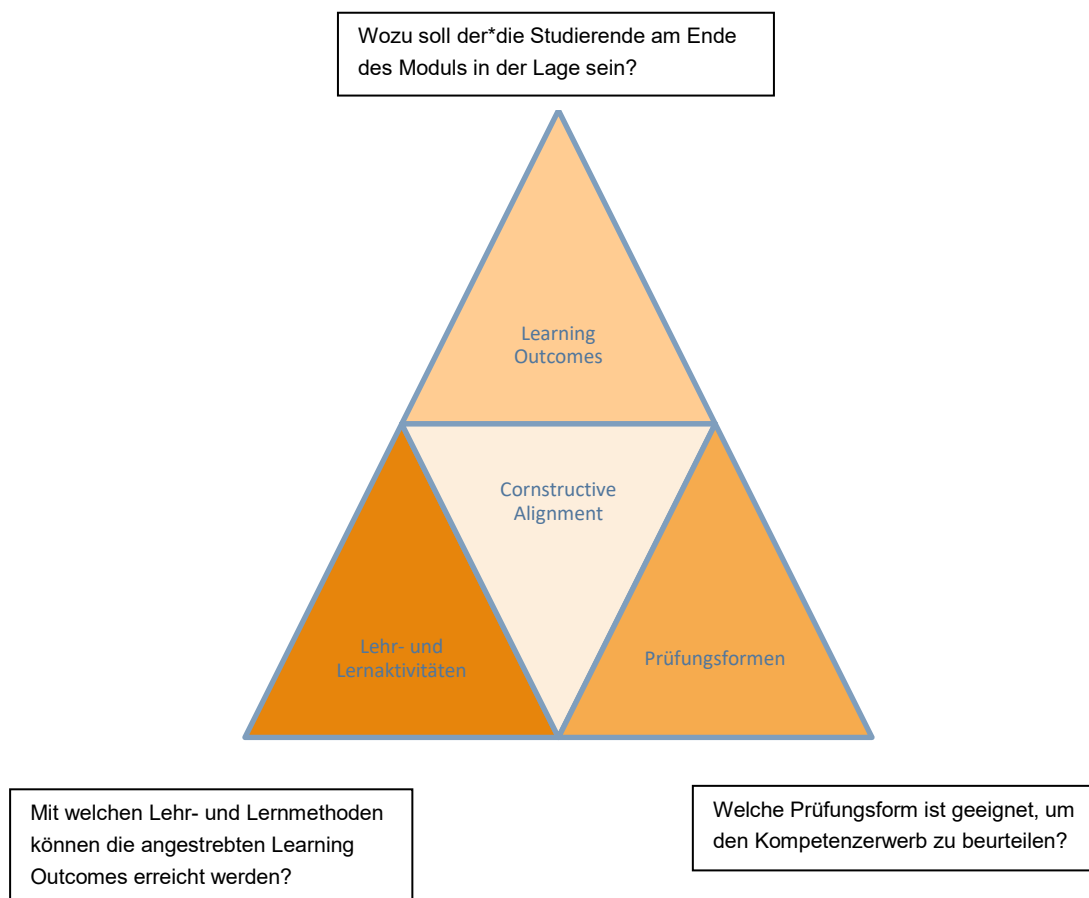 Wozu soll der*die Studierende am Ende
des Moduls in der Lage sein?
Learning
Outcomes
Cornstructive
Alignment
Lehr- und
Lernaktivitäten
Prüfungsformen
Mit welchen Lehr- und Lernmethoden
können die angestrebten Learning
Outcomes erreicht werden?
Welche Prüfungsform ist geeignet, um
den Kompetenzerwerb zu beurteilen?